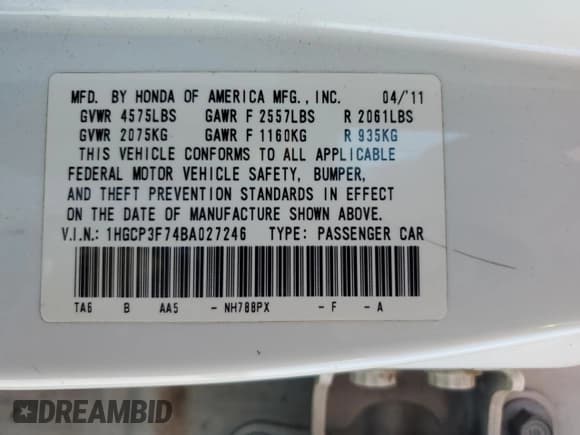 MFD. BY HONDA OF AMERICA MFG., INC. 04/'11
GVWR 4575LBS GAWR F 2557LBS R 2061LBS
GVWR 2075KG GAWR F 1160KG R 935KG
THIS VEHICLE CONFORMS TO ALL APPLICABLE
FEDERAL MOTOR VEHICLE SAFETY, BUMPER,
AND THEFT PREVENTION STANDARDS IN EFFECT
ON THE DATE OF MANUFACTURE SHOWN ABOVE.
V.I.N.: 1HGCP3F74BA027246 TYPE: PASSENGER CAR
TA6 B AA5 - NH788PX - F - A
DREAMBID